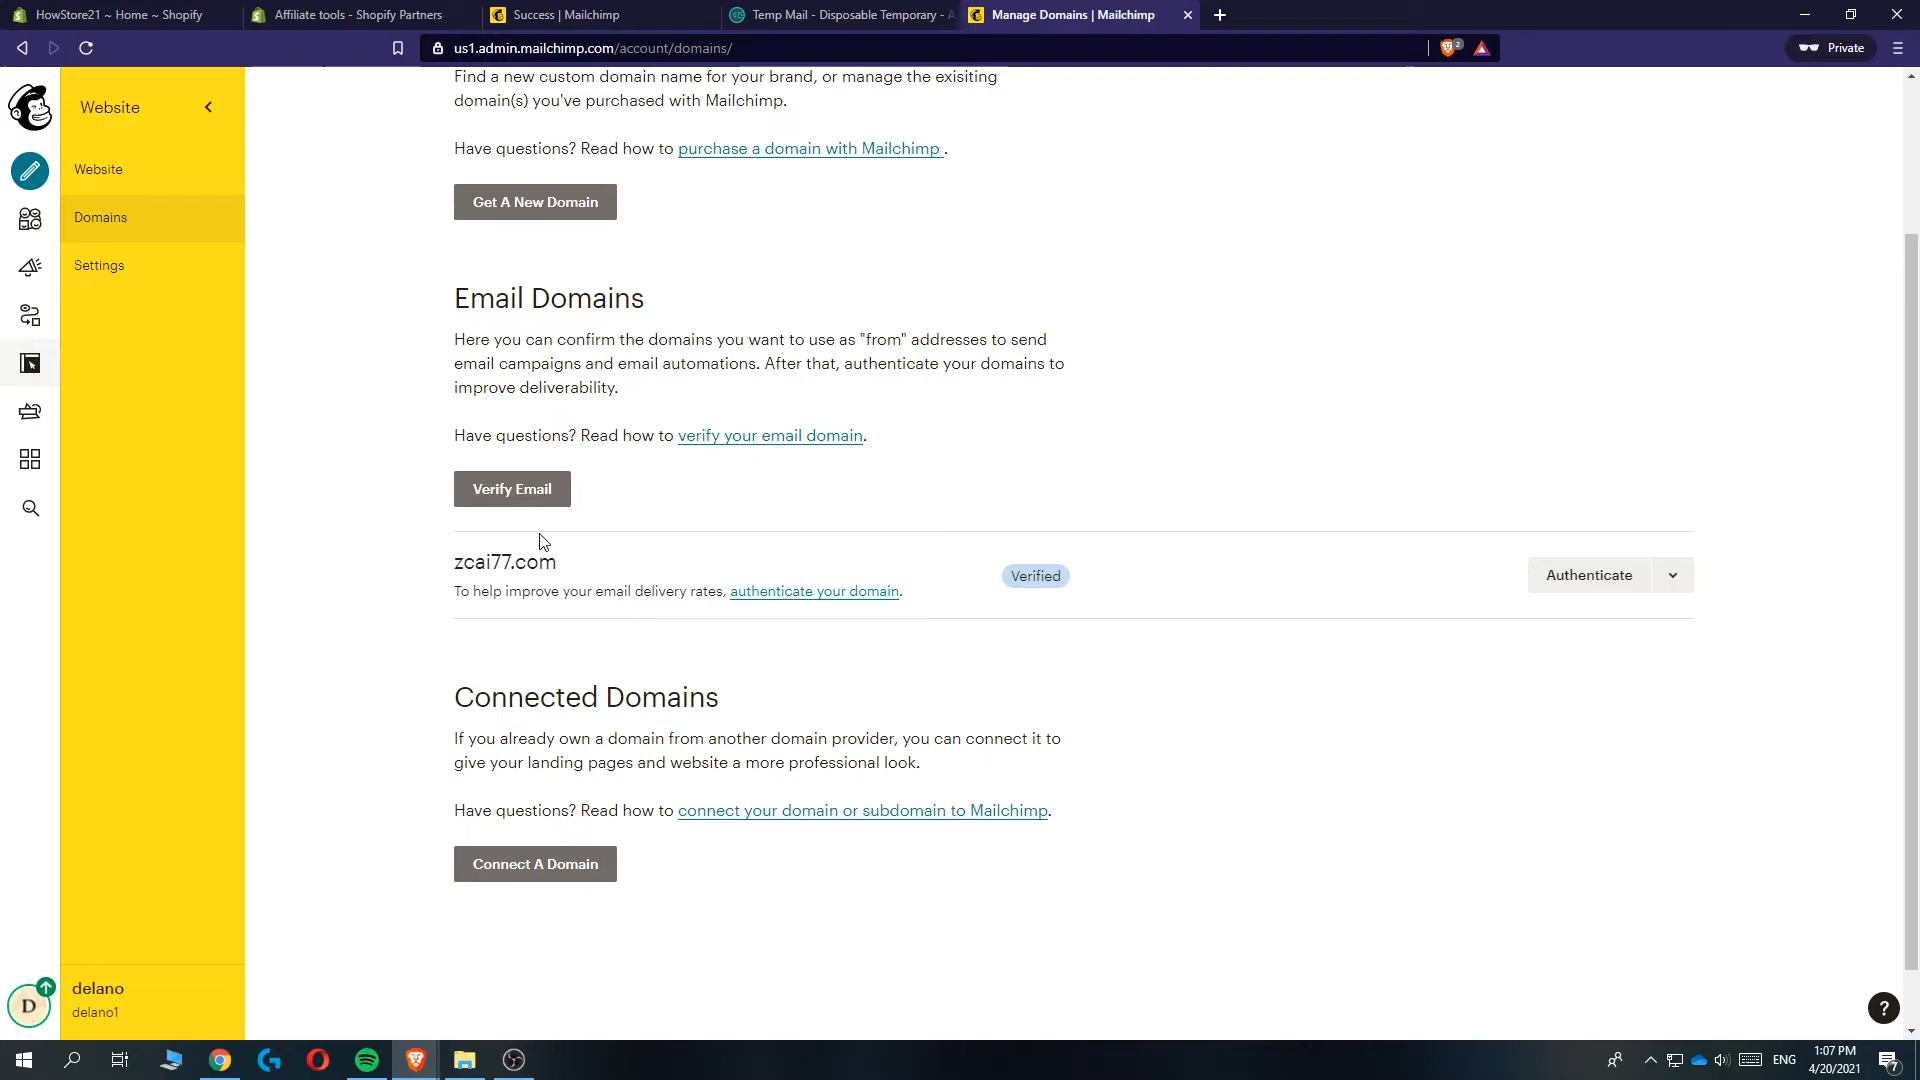 HowStore21 ~ Home ~ Shopify
Affiliate tools - Shopify Partners
Success | Mailchimp
Temp Mail - Disposable Temporary - A
Manage Domains | Mailchimp
us1.admin.mailchimp.com/account/domains/
2
Private
Website
Website
Domains
Settings
Find a new custom domain name for your brand, or manage the exisiting
domain(s) you've purchased with Mailchimp.
Have questions? Read how to purchase a domain with Mailchimp .
Get A New Domain
Email Domains
Here you can confirm the domains you want to use as "from" addresses to send
email campaigns and email automations. After that, authenticate your domains to
improve deliverability.
Have questions? Read how to verify your email domain.
Verify Email
zcai77.com
To help improve your email delivery rates, authenticate your domain.
Verified
Authenticate
Connected Domains
If you already own a domain from another domain provider, you can connect it to
give your landing pages and website a more professional look.
Have questions? Read how to connect your domain or subdomain to Mailchimp.
Connect A Domain
D
delano
delano1
?
ENG
1:07 PM
4/20/2021
7